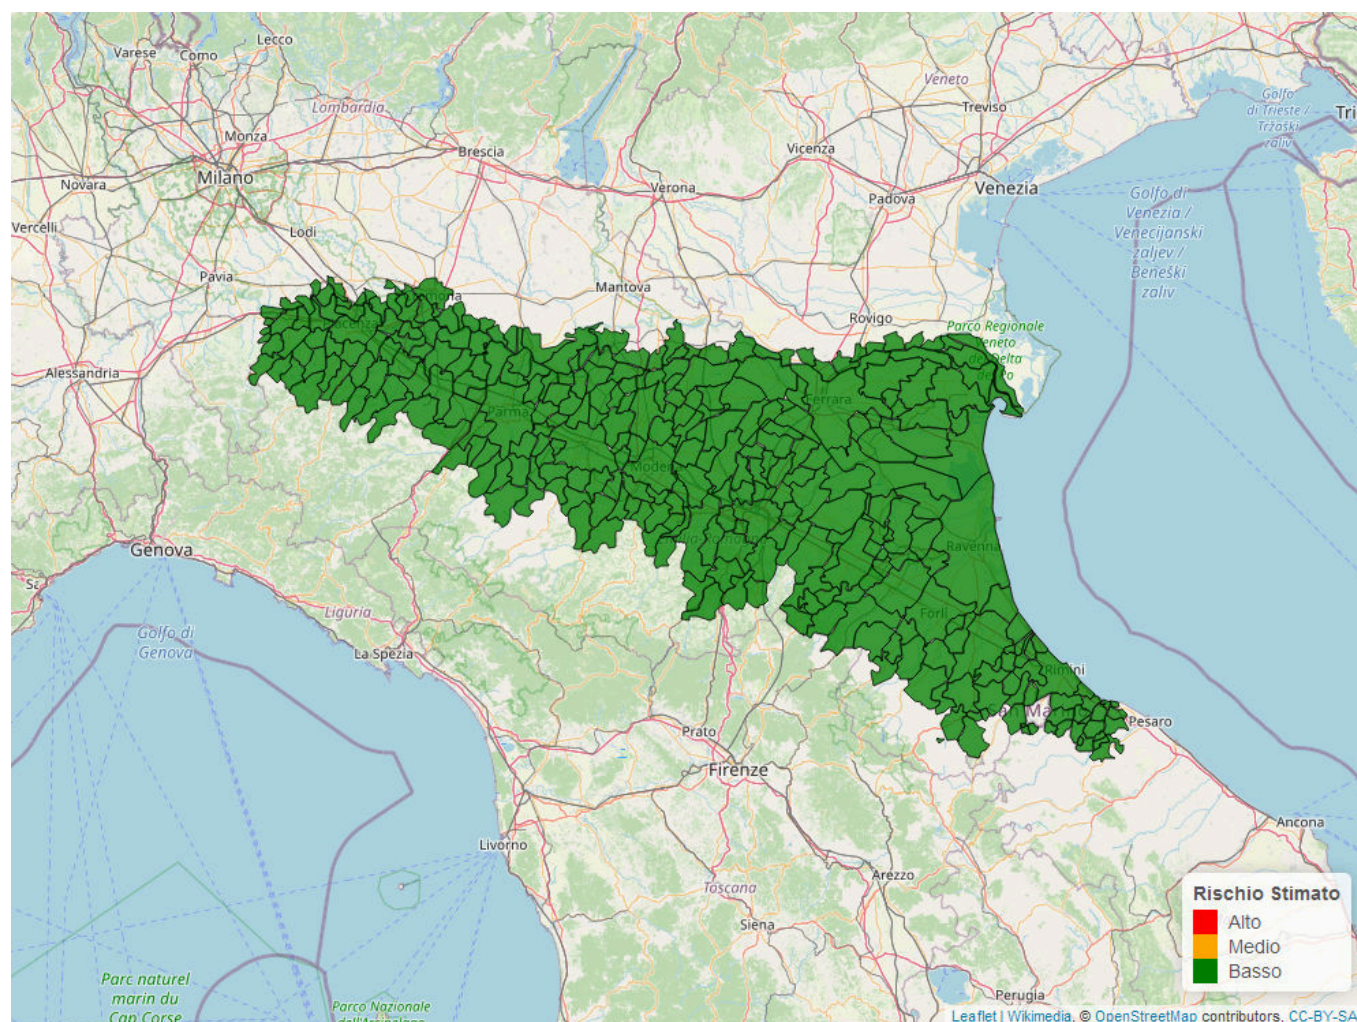 Lecco
Varese
Como
Veneto
Golfo
di Trieste /
Tržaški
zaliv
Lombardia
Treviso
Monza
Vicenza
Brescia
Milano
Novara
Verona
Venezia
Padova
Golfo di
Venezia /
Venecijanski
zaljev /
Beneški
zaliv
Vercelli
Lodi
Pavia
Mantova
Rovigo
Parco Regionale
Alessandria
Ferrara
Parma
Ravenna
Genova
Forlì
Liguria
Golfo di
Genova
La Spezia
Rimini
Pesaro
Prato
Firenze
Ancona
Livorno
Arezzo
Toscana
Siena
Rischio Stimato
Alto
Medio
Basso
Parc naturel
marin du
Cap Corse
Perugia
Parco Nazionale
Leaflet | Wikimedia, © OpenStreetMap contributors, CC-BY-SA